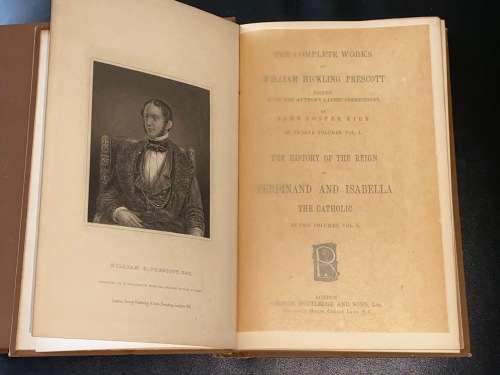 WILLIAM H. PRESCOTT, ESQ.
THE COMPLETE WORKS
OF
WILLIAM HICKLING PRESCOTT
EDITED
WITH THE AUTHOR'S LATEST CORRECTIONS,
BY
JOHN FOSTER KIRK
IN TWELVE VOLUMES. VOL. I.
THE HISTORY OF THE REIGN
OF
FERDINAND AND ISABELLA
THE CATHOLIC
IN TWO VOLUMES, VOL. I.
R
LONDON
GEORGE ROUTLEDGE AND SONS, Ltd.